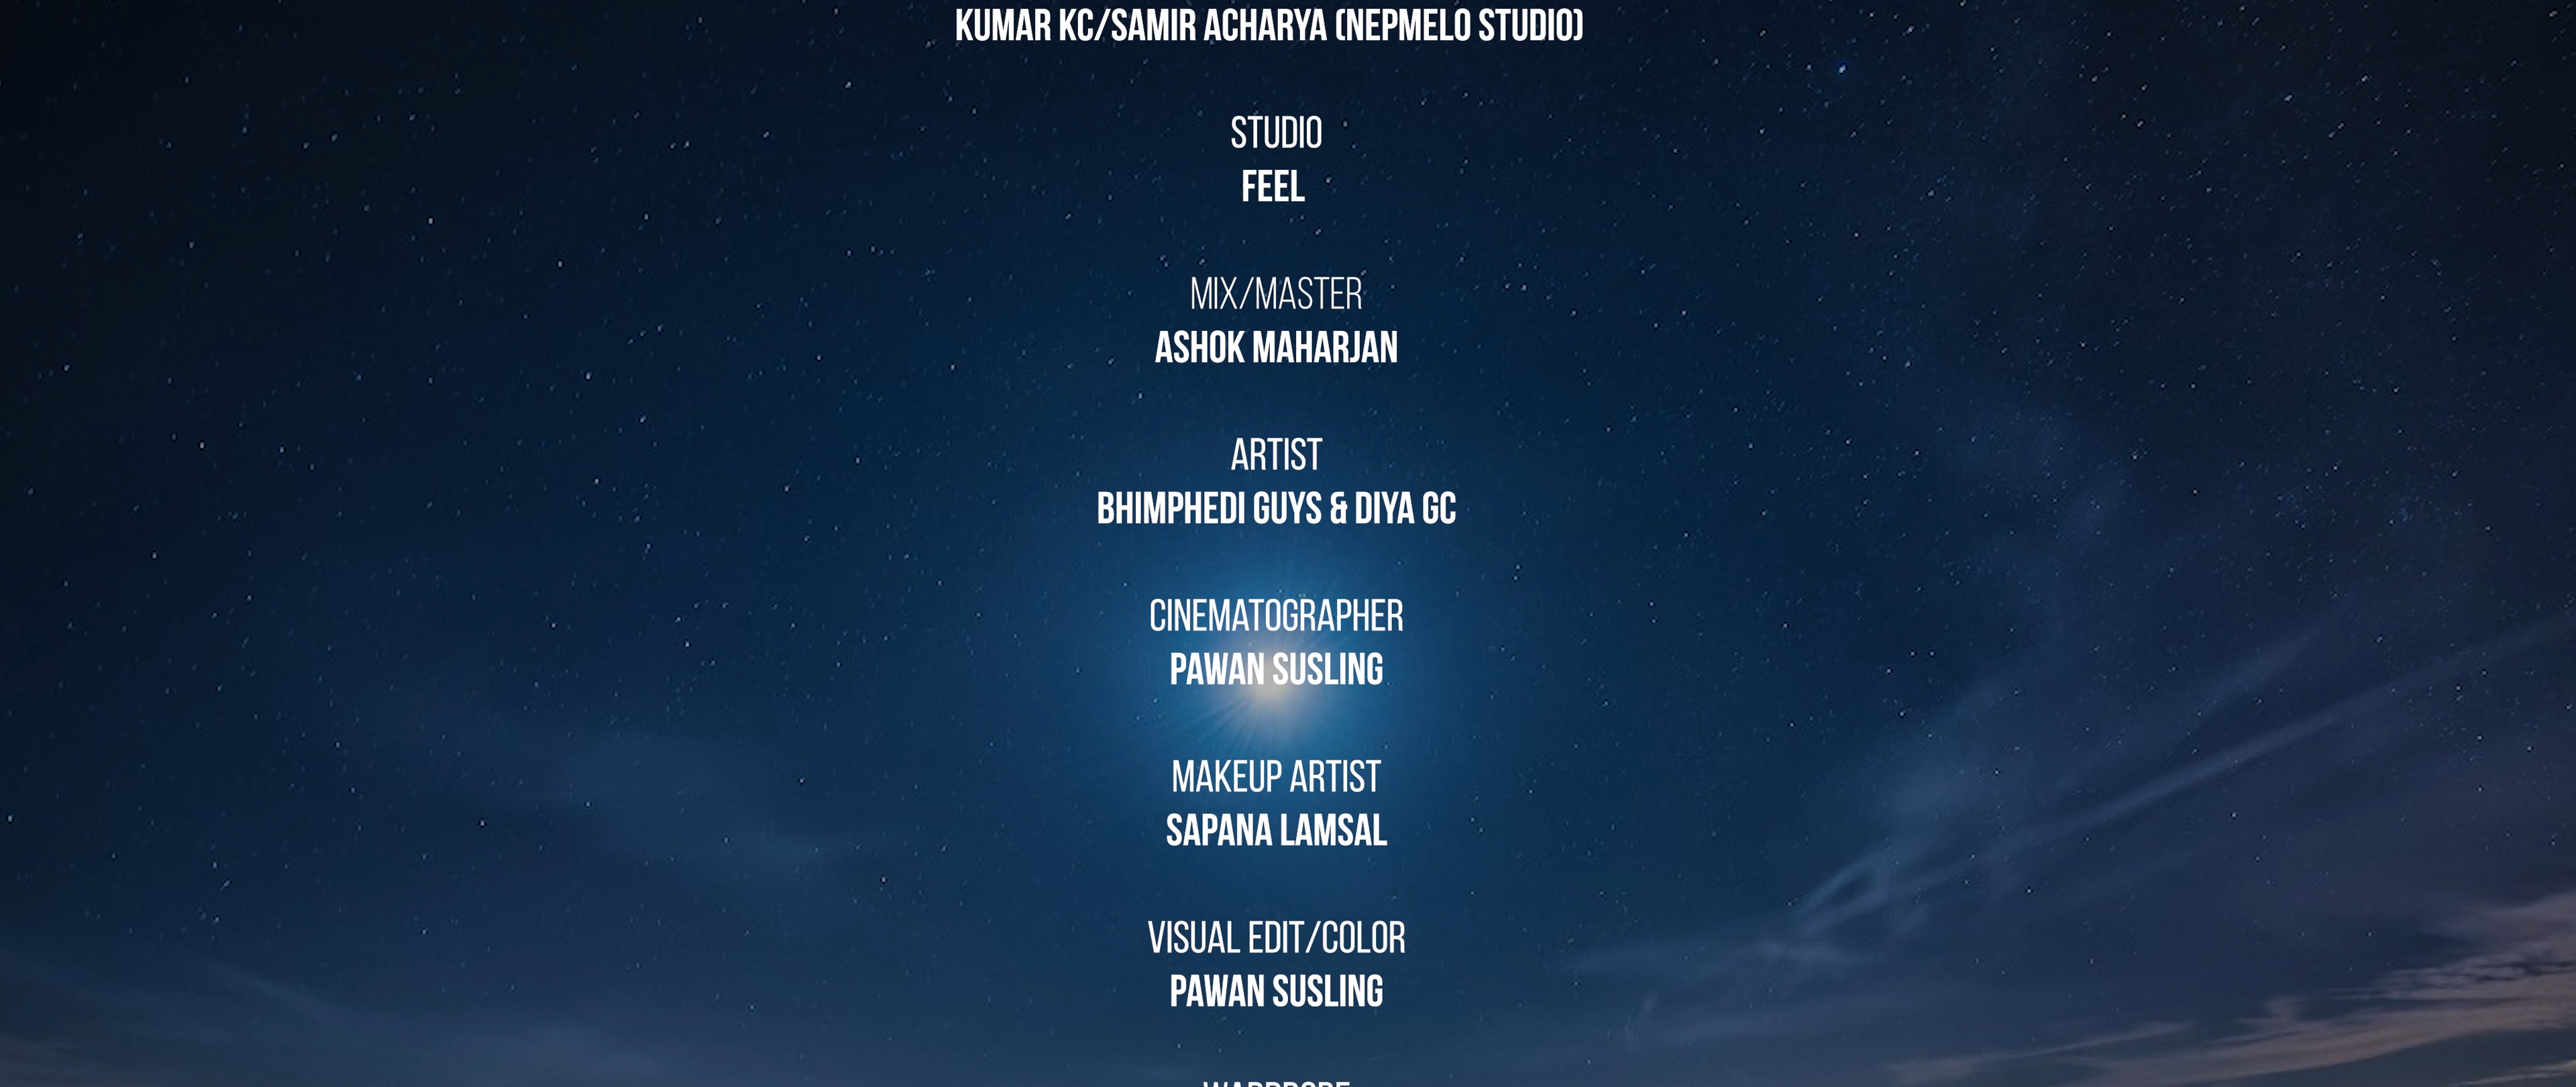 KUMAR KC/SAMIR ACHARYA (NEPMELO STUDIO)
STUDIO
FEEL
MIX/MASTER
ASHOK MAHARJAN
ARTIST
BHIMPHEDI GUYS & DIYA GC
CINEMATOGRAPHER
PAWAN SUSLING
MAKEUP ARTIST
SAPANA LAMSAL
VISUAL EDIT/COLOR
PAWAN SUSLING